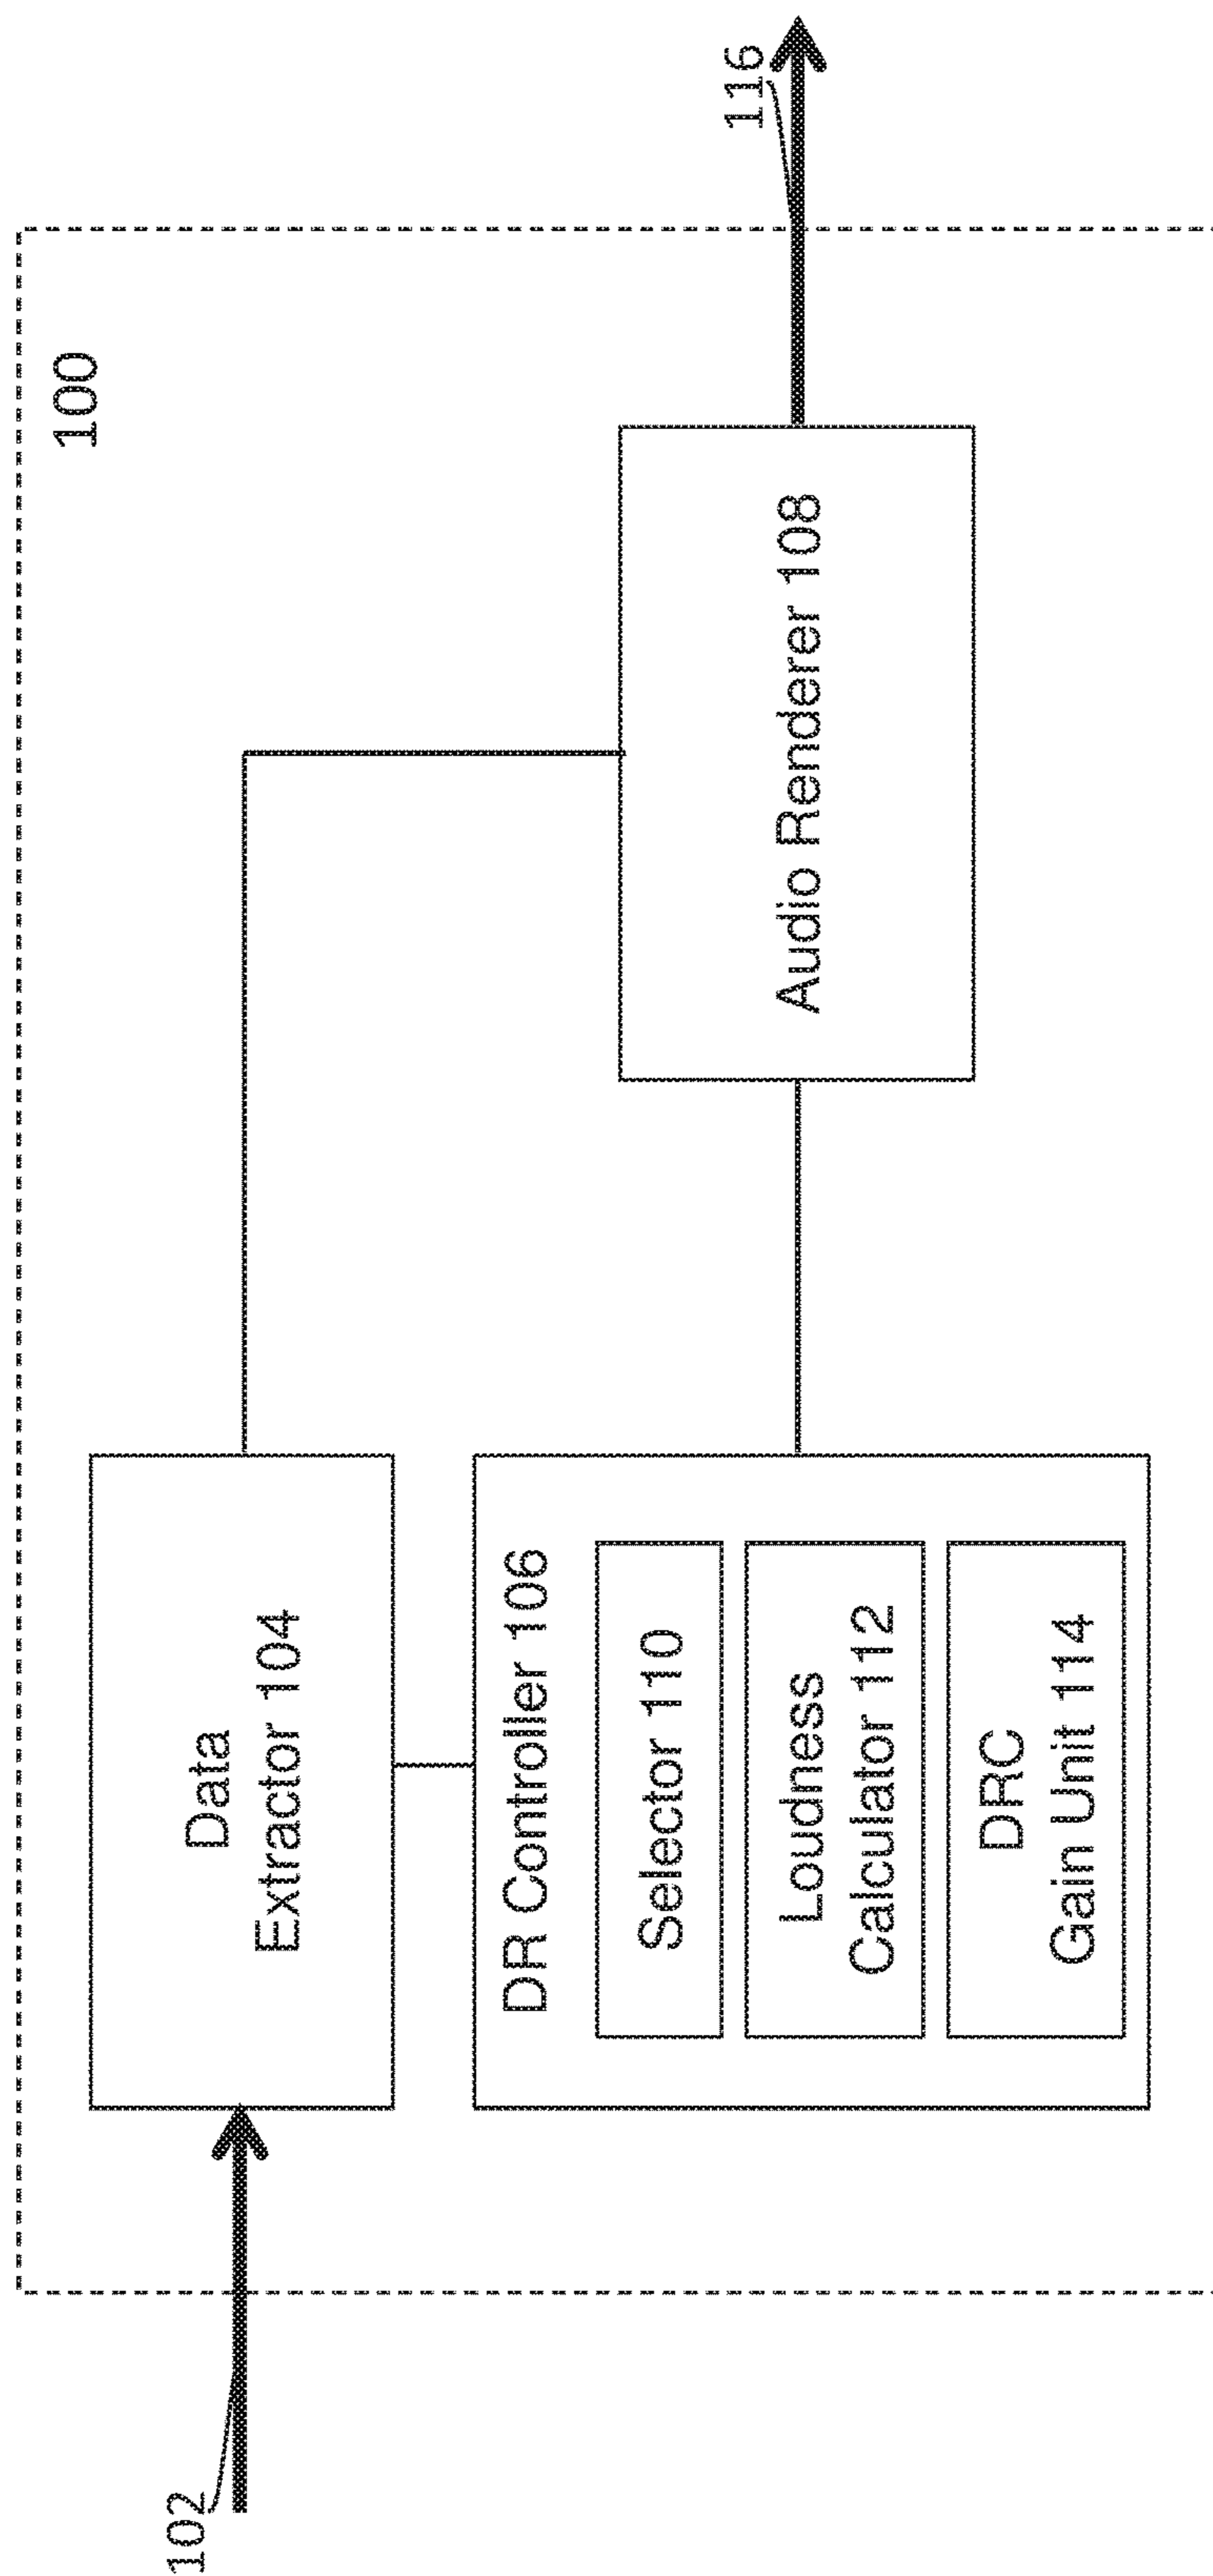 100
102
Data
Extractor 104
DR Controller 106
Selector 110
Loudness
Calculator 112
DRC
Gain Unit 114
Audio Renderer 108
116